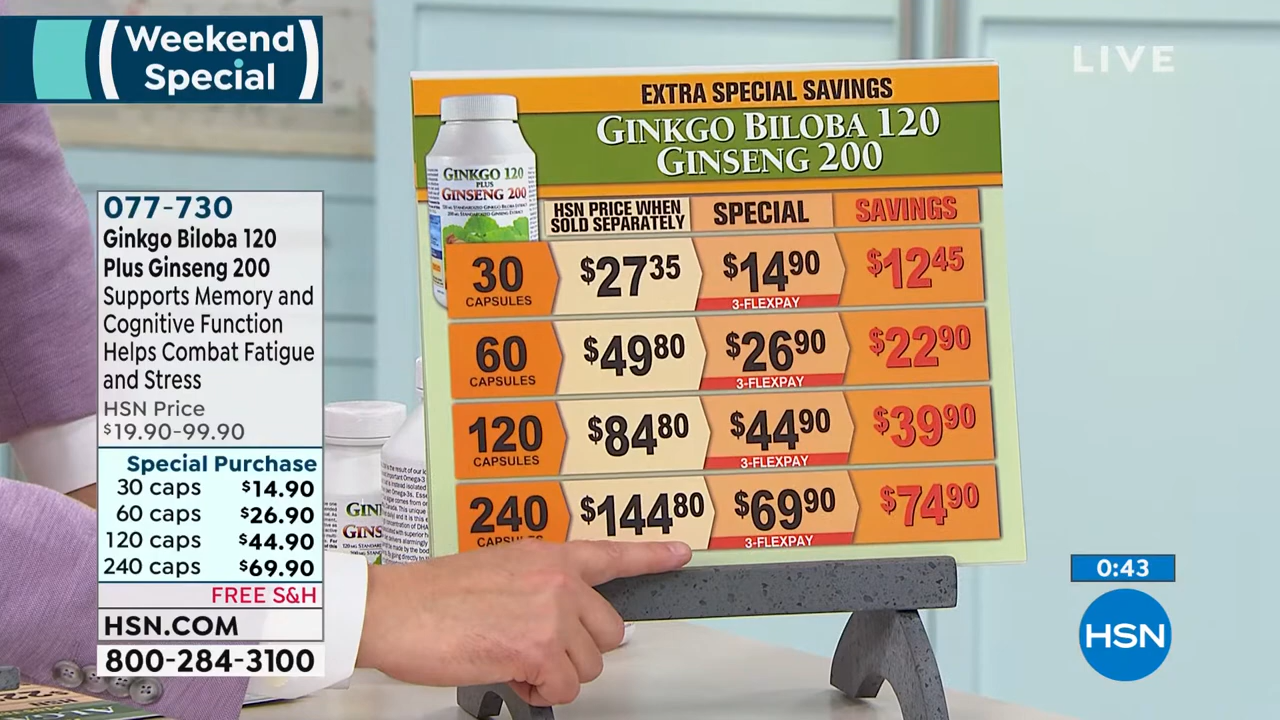 (Weekend Special)
LIVE
077-730
Ginkgo Biloba 120
Plus Ginseng 200
Supports Memory and
Cognitive Function
Helps Combat Fatigue
and Stress
HSN Price
$19.90-99.90
Special Purchase
30 caps $14.90
60 caps $26.90
120 caps $44.90
240 caps $69.90
FREE S&H
HSN.COM
800-284-3100
EXTRA SPECIAL SAVINGS
GINKGO BILOBA 120
GINSENG 200
GINKGO 120
PLUS
GINSENG 200
HSN PRICE WHEN
SOLD SEPARATELY
SPECIAL
SAVINGS
30 CAPSULES $27.35 $14.90 3-FLEXPAY $12.45
60 CAPSULES $49.80 $26.90 3-FLEXPAY $22.90
120 CAPSULES $84.80 $44.90 3-FLEXPAY $39.90
240 CAPSULES $144.80 $69.90 3-FLEXPAY $74.90
0:43
HSN